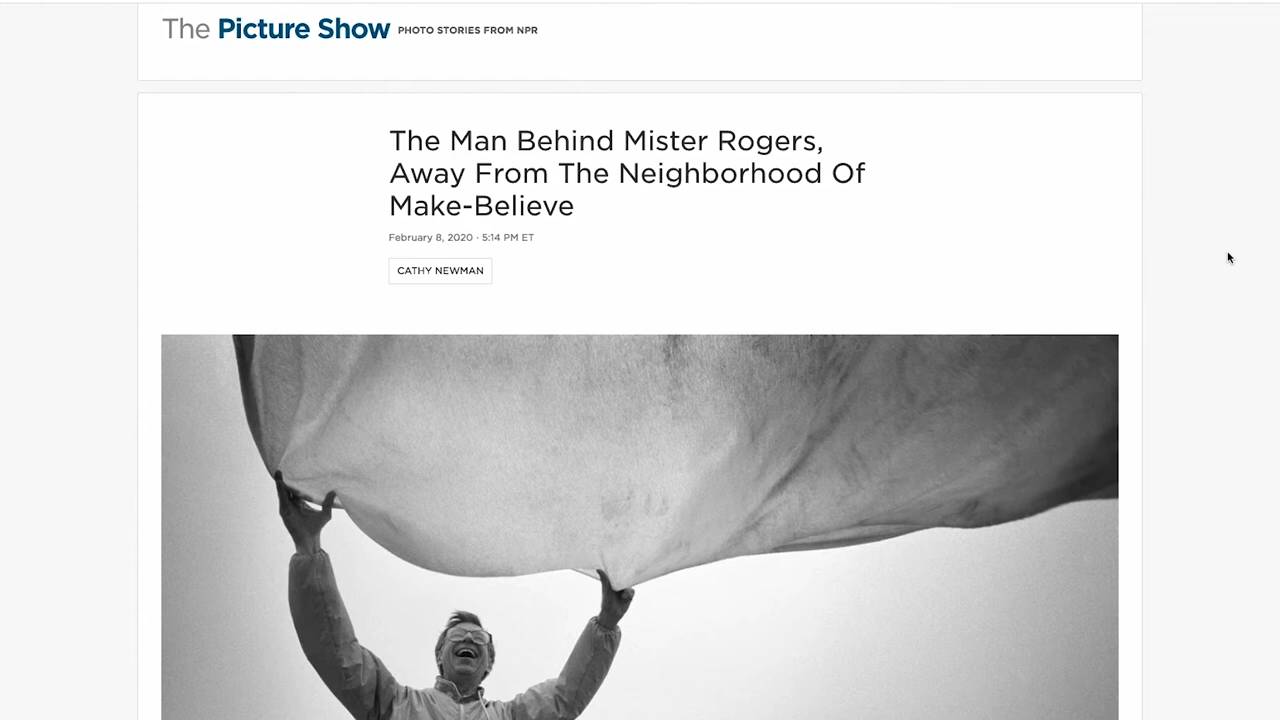 The Picture Show PHOTO STORIES FROM NPR
The Man Behind Mister Rogers,
Away From The Neighborhood Of
Make-Believe
February 8, 2020 · 5:14 PM ET
CATHY NEWMAN